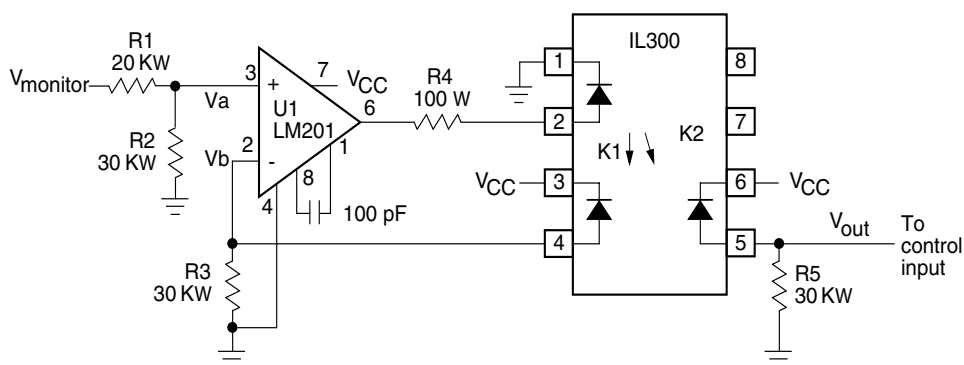 R1
20 KW
Vmonitor
Va
3
+
7
VCC
U1
LM201
6
R4
100 W
R2
30 KW
2
Vb
-
1
8
4
100 pF
R3
30 KW
IL300
1
2
VCC
3
4
K1
K2
8
7
6
VCC
5
Vout
To
control
input
R5
30 KW